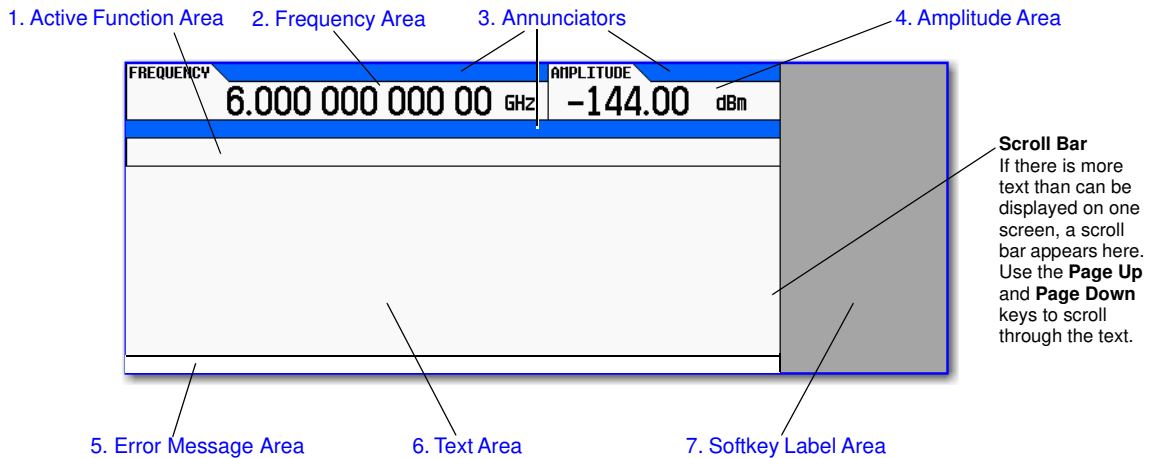 1. Active Function Area
2. Frequency Area
3. Annunciators
4. Amplitude Area
FREQUENCY
6.000 000 000 00 GHz
AMPLITUDE
-144.00 dBm
Scroll Bar
If there is more
text than can be
displayed on one
screen, a scroll
bar appears here.
Use the Page Up
and Page Down
keys to scroll
through the text.
5. Error Message Area
6. Text Area
7. Softkey Label Area